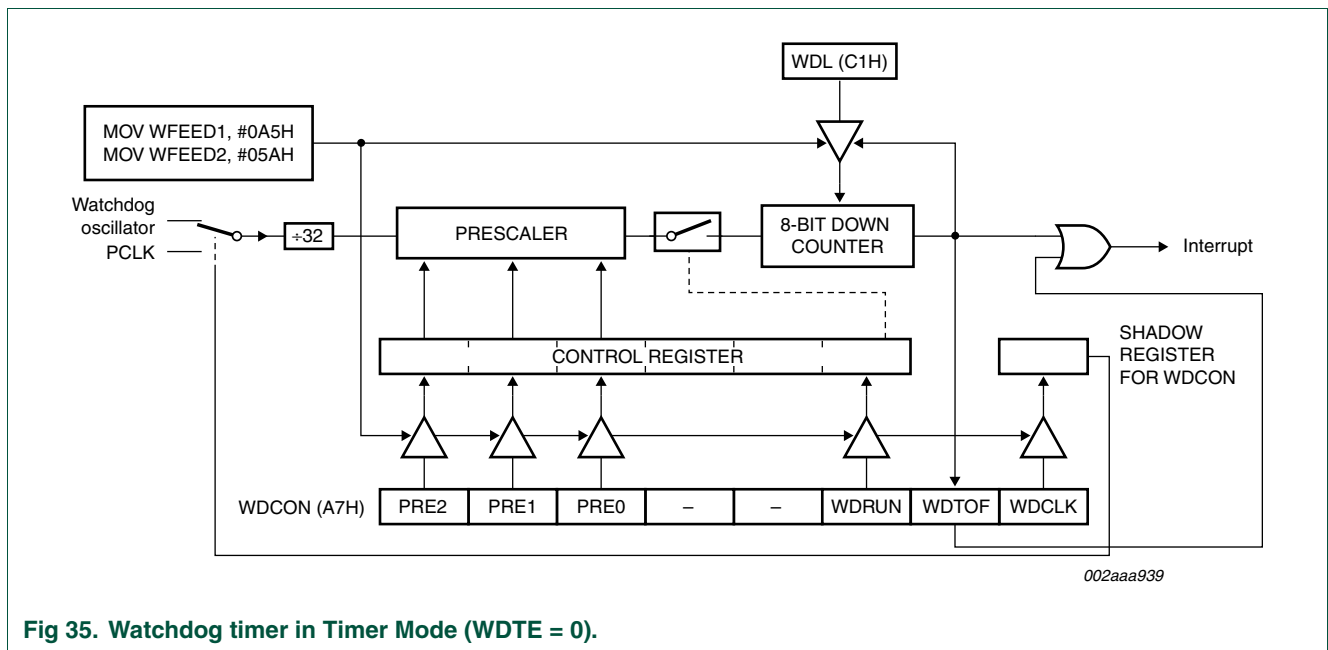 WDL (C1H)
MOV WFEED1, #0A5H
MOV WFEED2, #05AH
Watchdog
oscillator
PCLK
÷32
PRESCALER
8-BIT DOWN
COUNTER
Interrupt
CONTROL REGISTER
SHADOW
REGISTER
FOR WDCON
WDCON (A7H)
PRE2
PRE1
PRE0
–
–
WDRUN
WDTOF
WDCLK
002aaa939
Fig 35. Watchdog timer in Timer Mode (WDTE = 0).